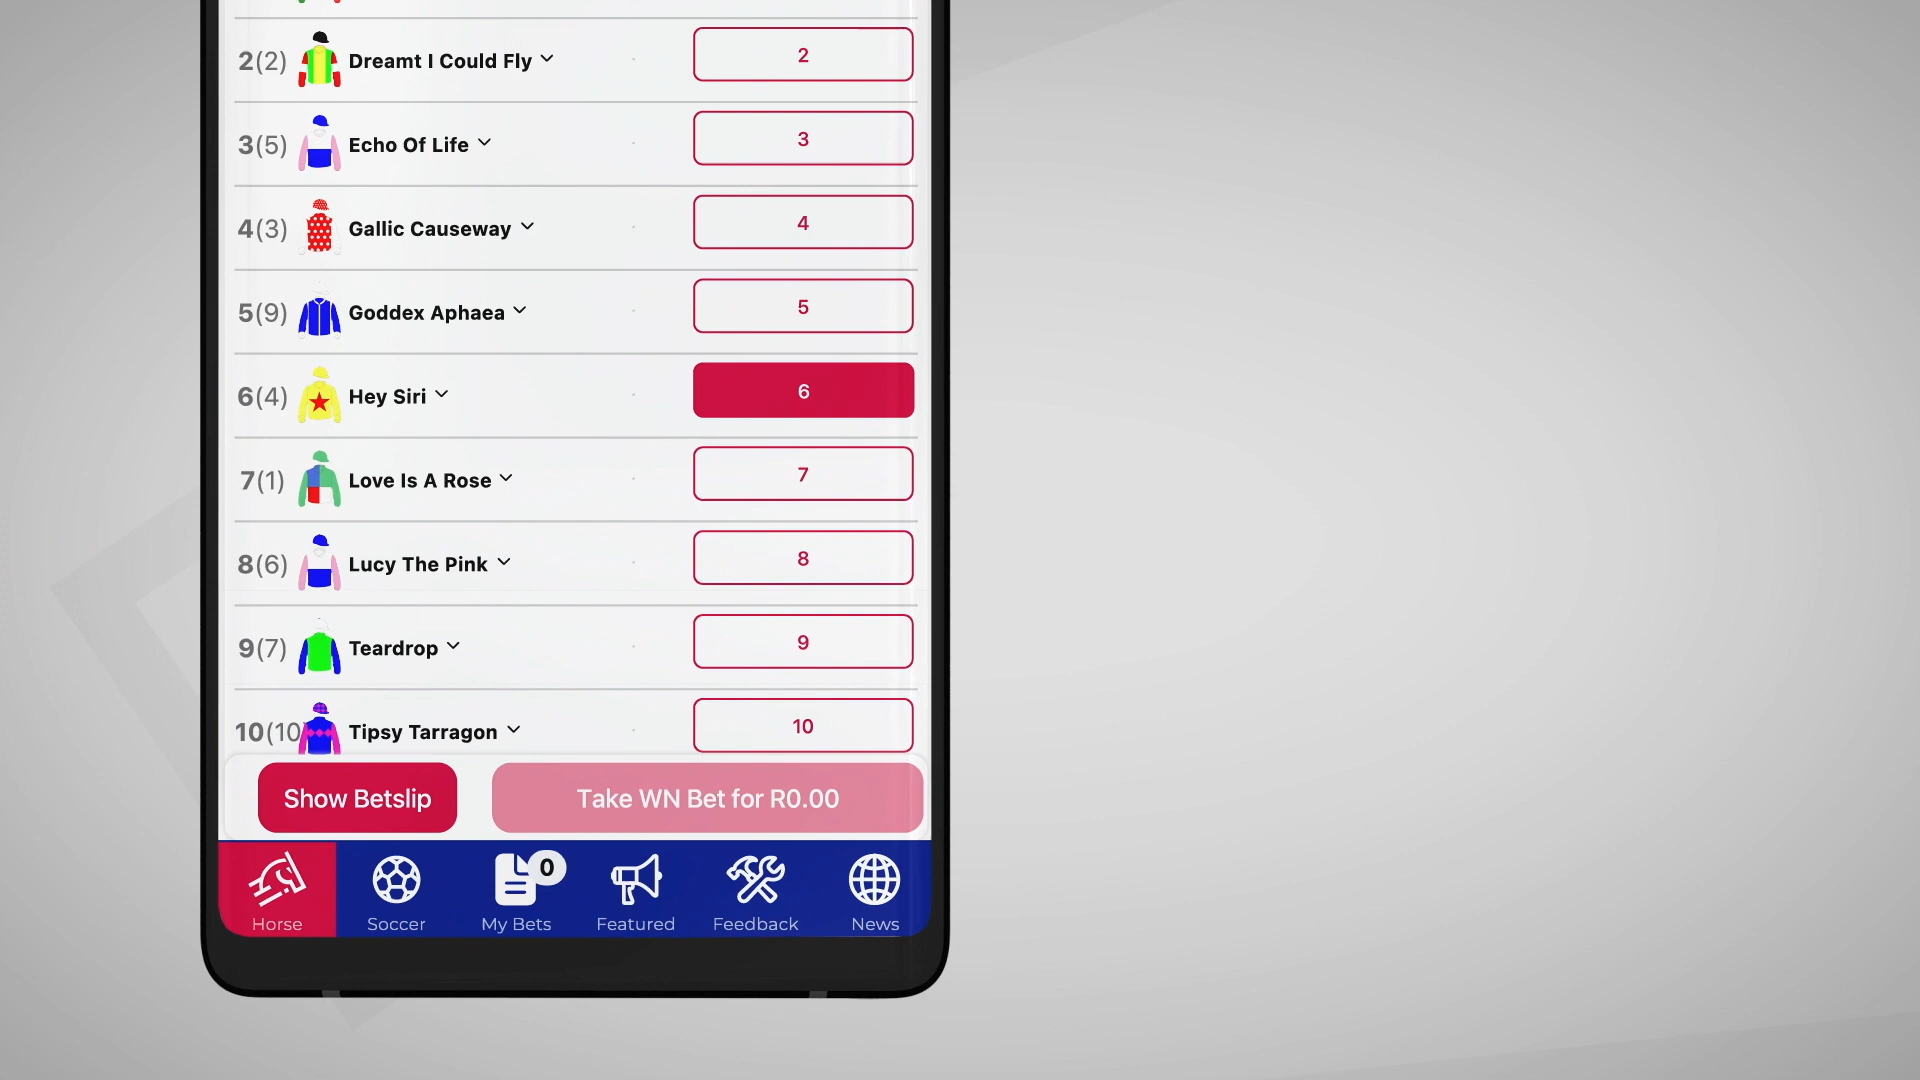 2(2) Dreamt I Could Fly 2
3(5) Echo Of Life 3
4(3) Gallic Causeway 4
5(9) Goddex Aphaea 5
6(4) Hey Siri 6
7(1) Love Is A Rose 7
8(6) Lucy The Pink 8
9(7) Teardrop 9
10(10 Tipsy Tarragon 10
Show Betslip Take WN Bet for R0.00
0
Horse Soccer My Bets Featured Feedback News